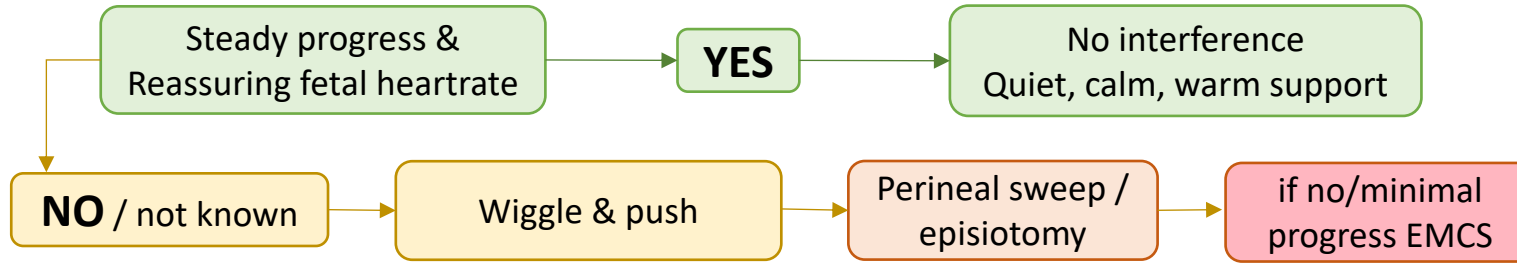 Steady progress &
Reassuring fetal heartrate
YES
No interference
Quiet, calm, warm support
NO / not known
Wiggle & push
Perineal sweep /
episiotomy
if no/minimal
progress EMCS